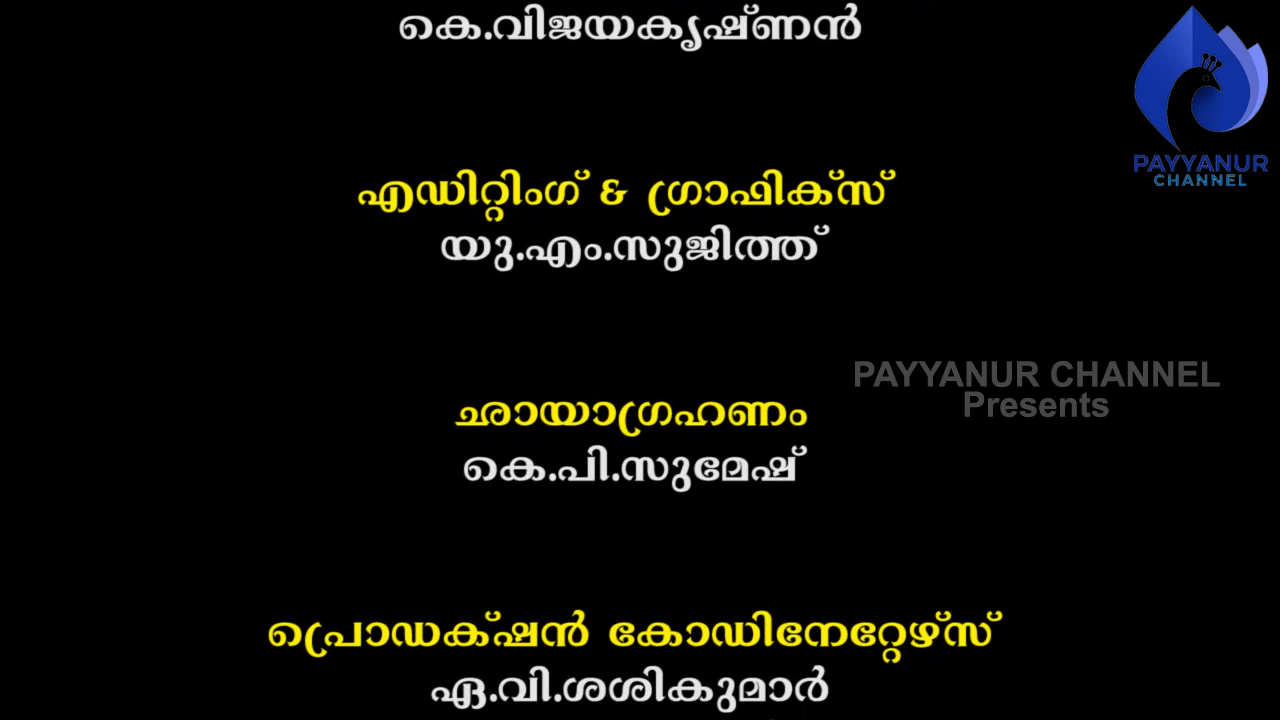 കെ.വിജയകൃഷ്ണൻ
PAYYANUR
CHANNEL
എഡിറ്റിംഗ് & ഗ്രാഫിക്സ്
യു.എം.സുജിത്ത്
PAYYANUR CHANNEL
Presents
ഛായാഗ്രഹണം
കെ.പി.സുമേഷ്
പ്രൊഡക്ഷൻ കോഡിനേറ്റേഴ്സ്
ഏ.വി.ശശികുമാർ